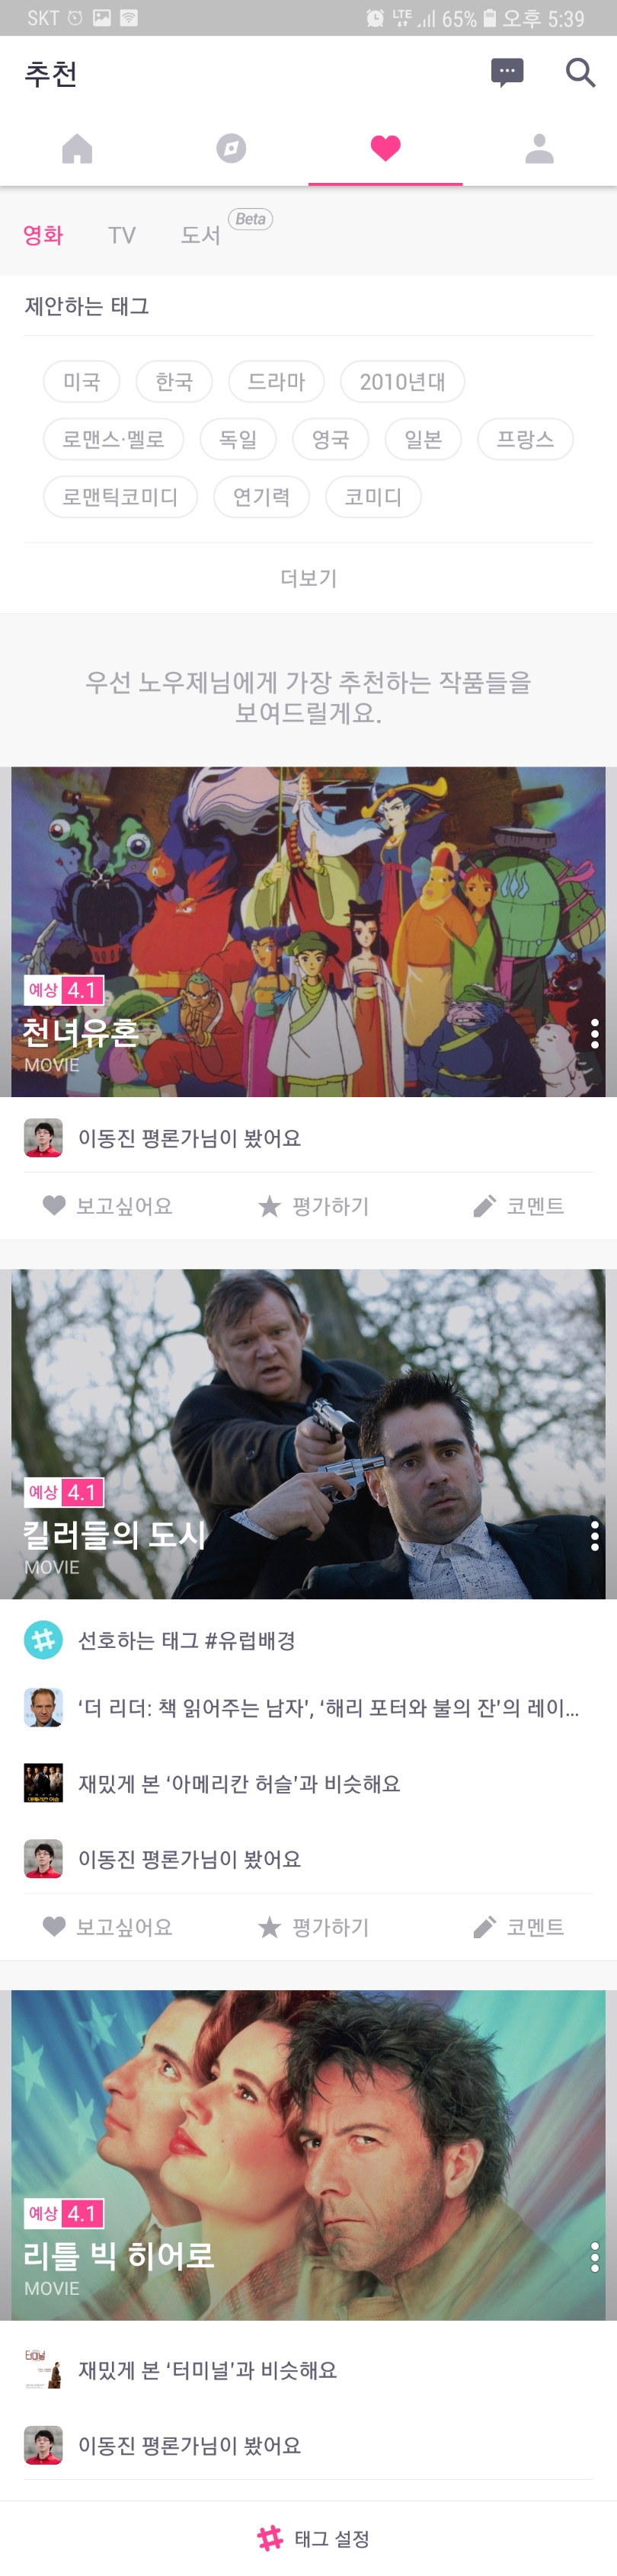 SKT LTE 65% 오후 5:39
추천
영화 TV 도서 Beta
제안하는 태그
미국 한국 드라마 2010년대
로맨스·멜로 독일 영국 일본 프랑스
로맨틱코미디 연기력 코미디
더보기
우선 노우제님에게 가장 추천하는 작품들을
보여드릴게요.
예상 4.1
천녀유혼
MOVIE
이동진 평론가님이 봤어요
보고싶어요 평가하기 코멘트
예상 4.1
킬러들의 도시
MOVIE
선호하는 태그 #유럽배경
‘더 리더: 책 읽어주는 남자’, ‘해리 포터와 불의 잔’의 레이...
재밌게 본 ‘아메리칸 허슬’과 비슷해요
이동진 평론가님이 봤어요
보고싶어요 평가하기 코멘트
예상 4.1
리틀 빅 히어로
MOVIE
터미널
재밌게 본 ‘터미널’과 비슷해요
이동진 평론가님이 봤어요
태그 설정